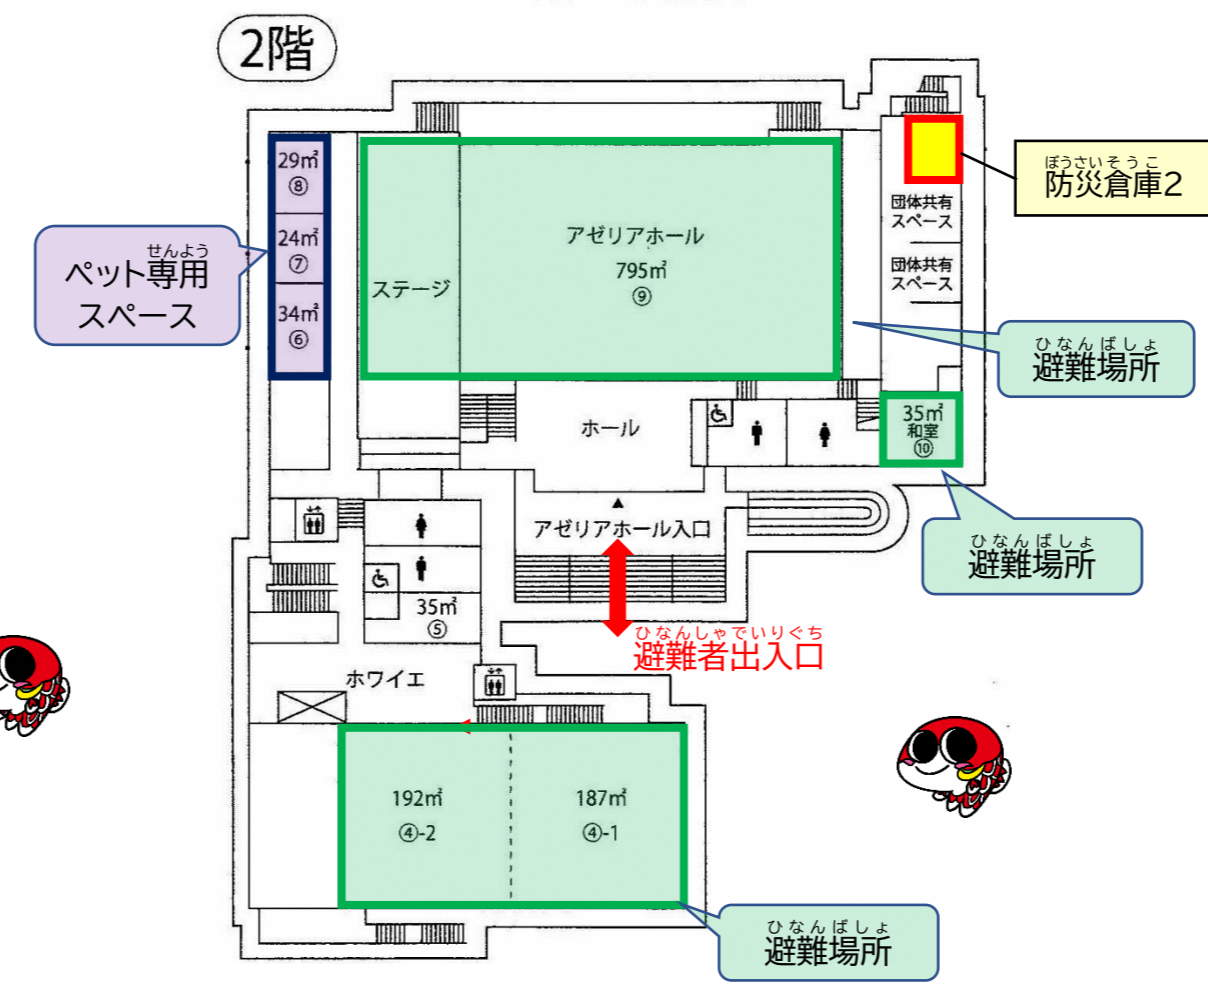 2階
29㎡
⑧
24㎡
⑦
34㎡
⑥
せんよう
ペット専用
スペース
ステージ
アゼリアホール
795㎡
⑨
ぼうさいそうこ
防災倉庫2
団体共有
スペース
団体共有
スペース
ひなんばしょ
避難場所
35㎡
和室
⑩
ホール
アゼリアホール入口
ひなんばしょ
避難場所
35㎡
⑤
ひなんしゃでいりぐち
避難者出入口
ホワイエ
192㎡
④-2
187㎡
④-1
ひなんばしょ
避難場所